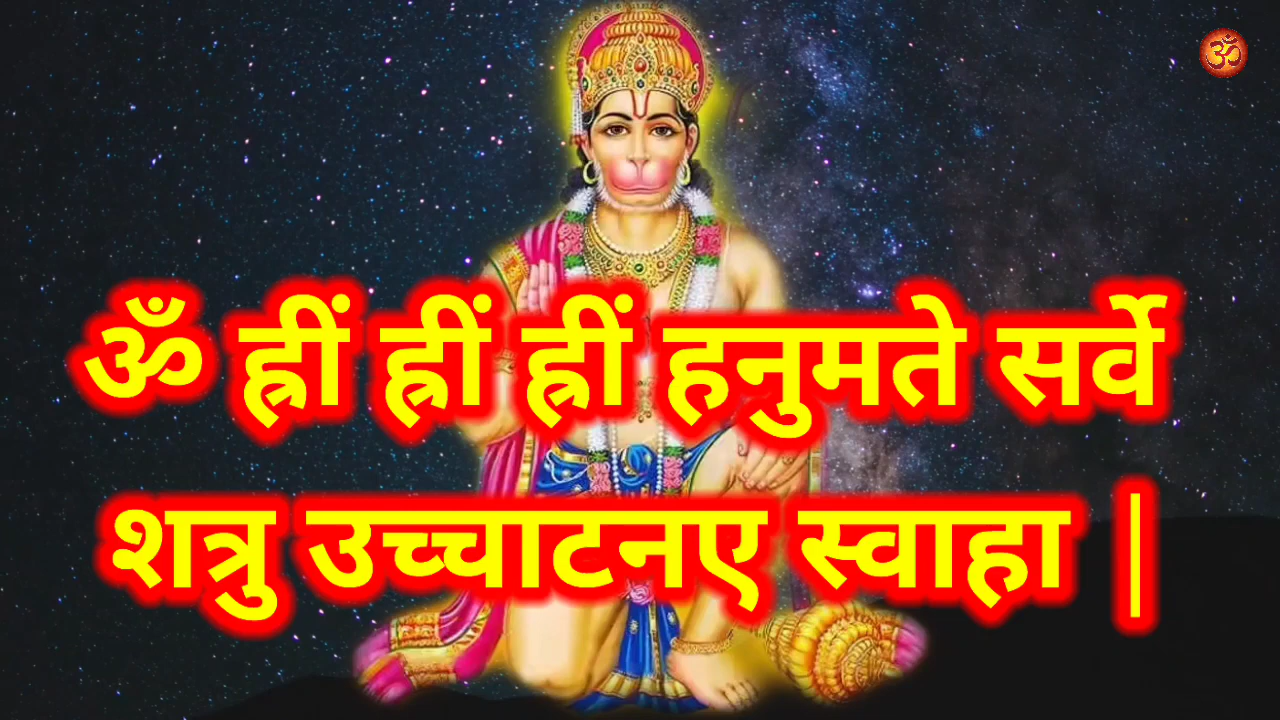 ॐ ह्रीं ह्रीं ह्रीं हनुमते सर्वे
शत्रु उच्चाटनए स्वाहा |
ॐ